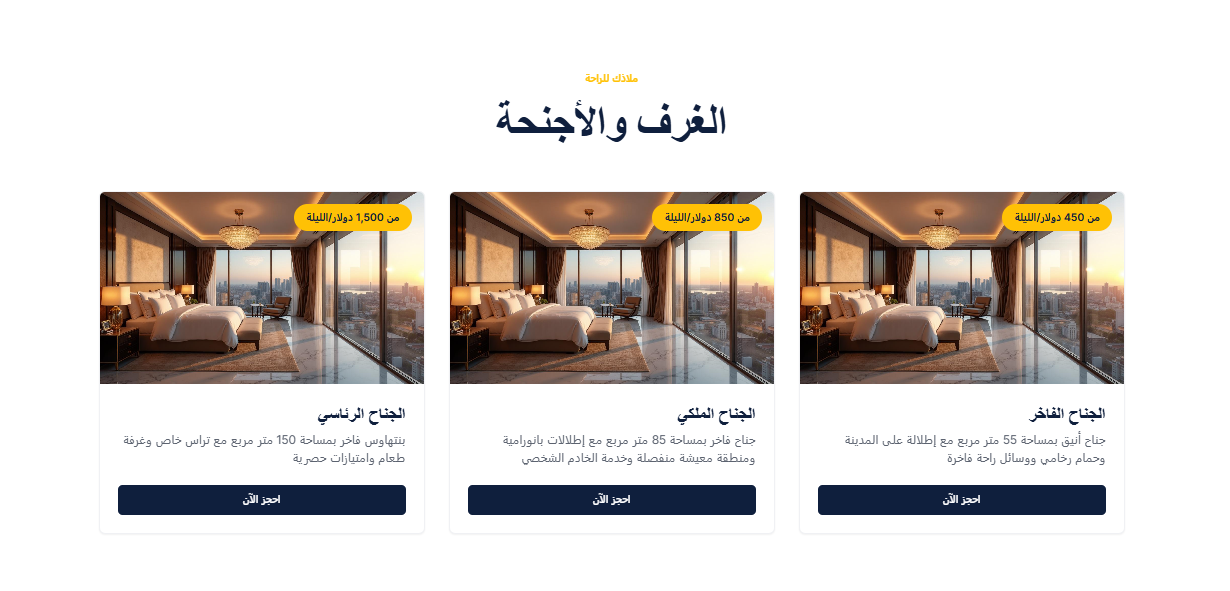 ملاذك للراحة
الغرف والأجنحة
من 450 دولار/الليلة
الجناح الفاخر
جناح أنيق بمساحة 55 متر مربع مع إطلالة على المدينة
وحمام رخامي ووسائل راحة فاخرة
احجز الآن
من 850 دولار/الليلة
الجناح الملكي
جناح فاخر بمساحة 85 متر مربع مع إطلالات بانورامية
ومنطقة معيشة منفصلة وخدمة الخادم الشخصي
احجز الآن
من 1,500 دولار/الليلة
الجناح الرئاسي
بنتهاوس فاخر بمساحة 150 متر مربع مع تراس خاص وغرفة
طعام وامتيازات حصرية
احجز الآن